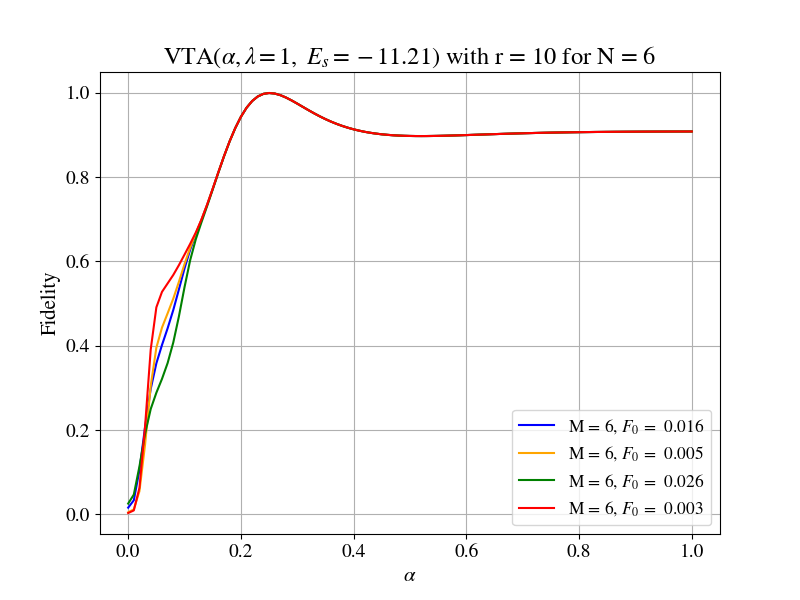 VTA(α, λ = 1, E_s = −11.21) with r = 10 for N = 6
Fidelity
1.0
0.8
0.6
0.4
0.2
0.0
M = 6, F_0 = 0.016
M = 6, F_0 = 0.005
M = 6, F_0 = 0.026
M = 6, F_0 = 0.003
0.0 0.2 0.4 0.6 0.8 1.0
α